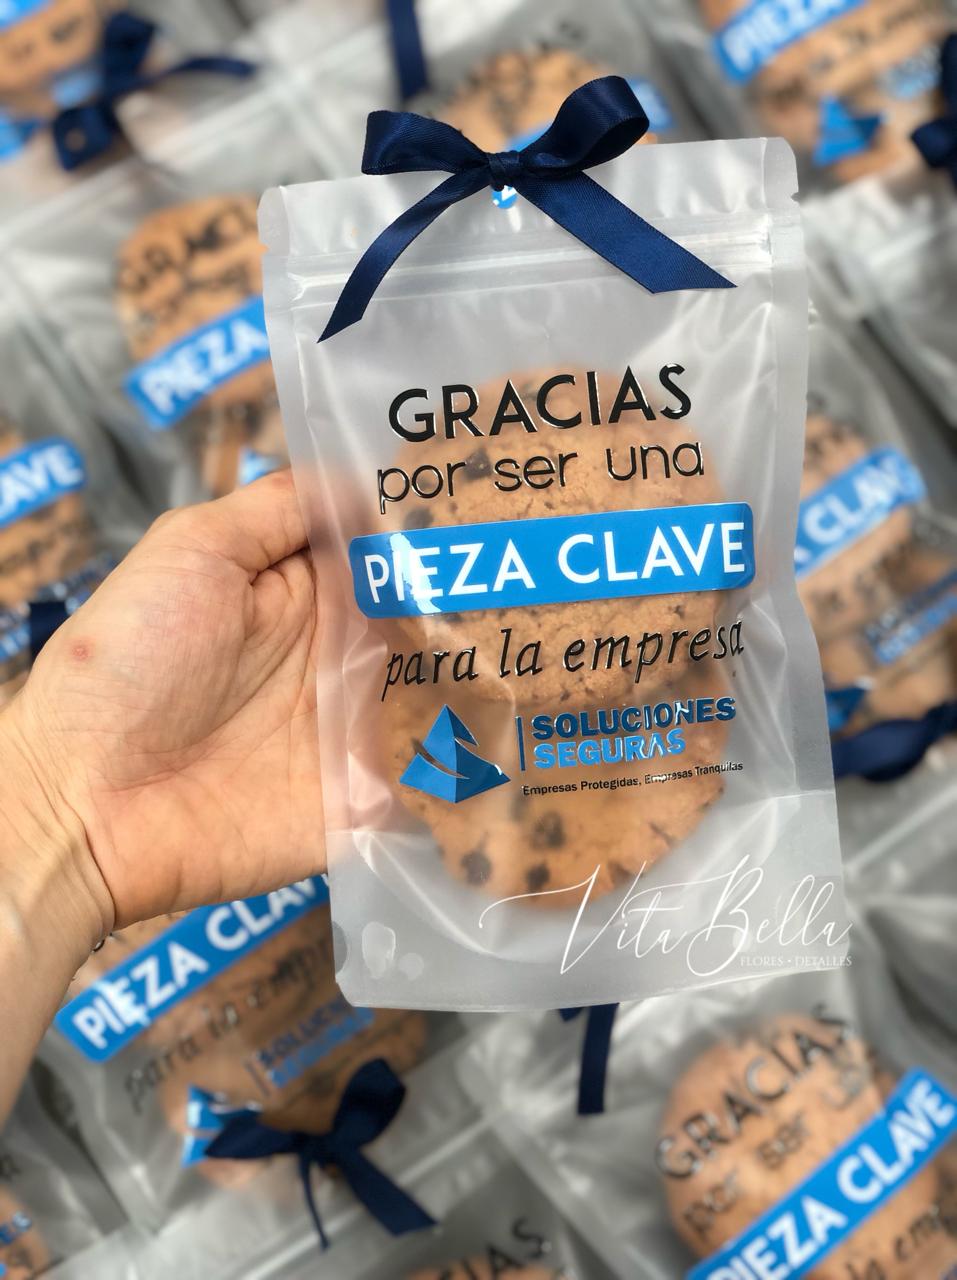 GRACIAS
por ser una
PIEZA CLAVE
para la empresa
SOLUCIONES
SEGURAS
Empresas Protegidas, Empresas Tranquilas
Vita Bella
FLORES • DETALLES